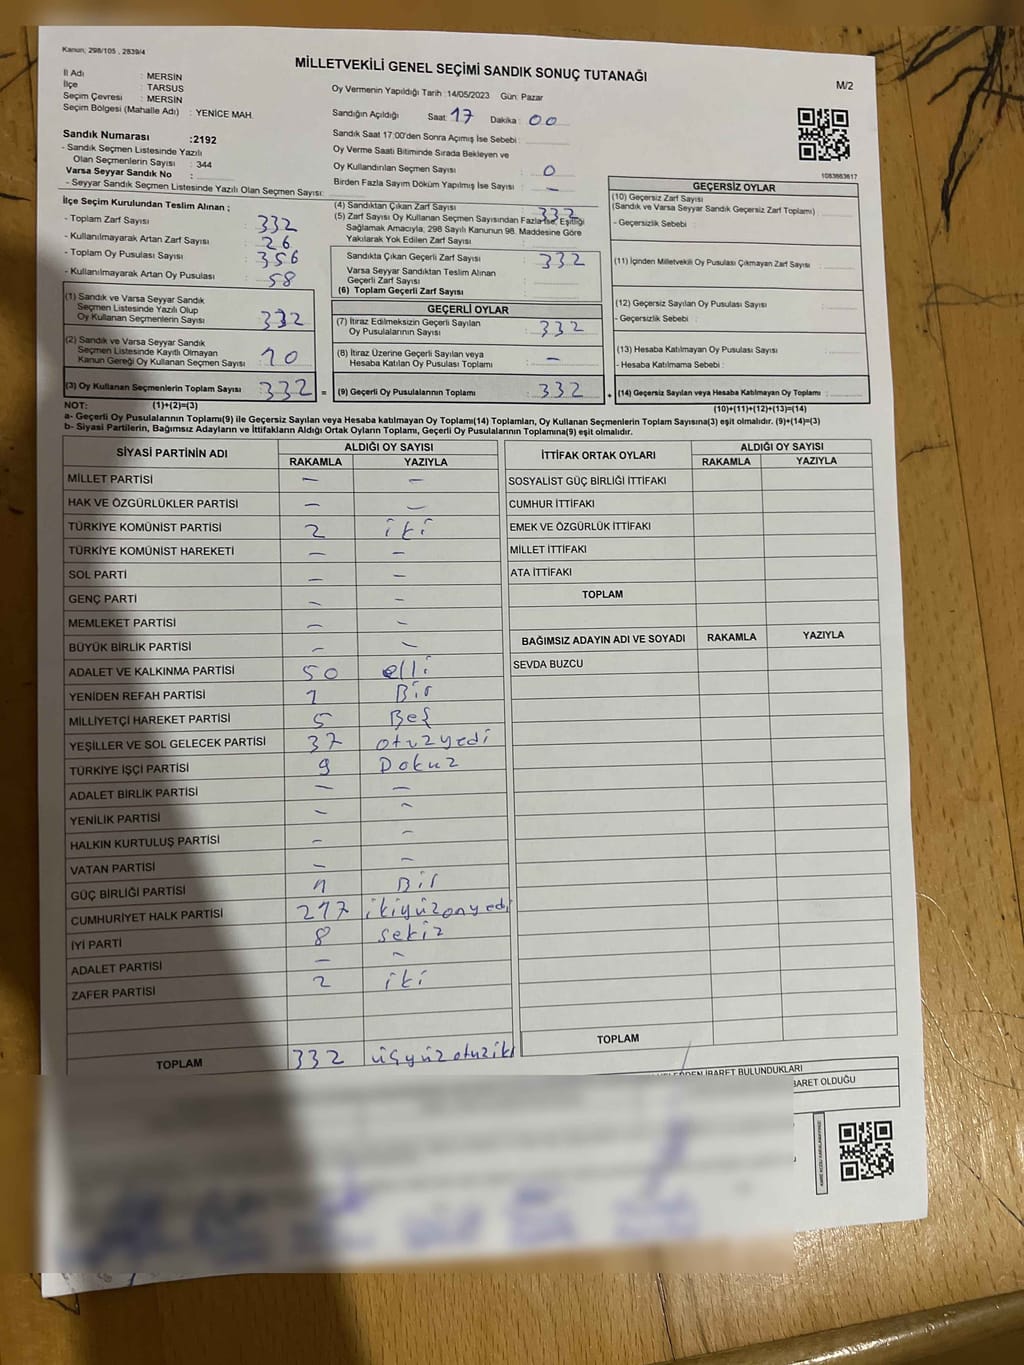 Kanun; 298/105 , 2839/4
MİLLETVEKİLİ GENEL SEÇİMİ SANDIK SONUÇ TUTANAĞI
M/2
İl Adı : MERSİN
İlçe : TARSUS
Seçim Çevresi : MERSİN
Seçim Bölgesi (Mahalle Adı) : YENİCE MAH.
Sandık Numarası :2192
- Sandık Seçmen Listesinde Yazılı
Olan Seçmenlerin Sayısı : 344
Varsa Seyyar Sandık No :
- Seyyar Sandık Seçmen Listesinde Yazılı Olan Seçmen Sayısı:
Oy Vermenin Yapıldığı Tarih :14/05/2023 Gün: Pazar
Sandığın Açıldığı Saat: 17 Dakika : 00
Sandık Saat 17:00'den Sonra Açımış İse Sebebi :
Oy Verme Saati Bitiminde Sırada Bekleyen ve
Oy Kullandırılan Seçmen Sayısı : 0
Birden Fazla Sayım Döküm Yapılmış İse Sayısı : –
1083663617
İlçe Seçim Kurulundan Teslim Alınan ;
- Toplam Zarf Sayısı : 332
- Kullanılmayarak Artan Zarf Sayısı : 26
- Toplam Oy Pusulası Sayısı : 356
- Kullanılmayarak Artan Oy Pusulası : 58
(1) Sandık ve Varsa Seyyar Sandık
Seçmen Listesinde Yazılı Olup
Oy Kullanan Seçmenlerin Sayısı : 332
(2) Sandık ve Varsa Seyyar Sandık
Seçmen Listesinde Kayıtlı Olmayan
Kanun Gereği Oy Kullanan Seçmen Sayısı : 10
(3) Oy Kullanan Seçmenlerin Toplam Sayısı : 332 =
(1)+(2)=(3)
(4) Sandıktan Çıkan Zarf Sayısı : 332
(5) Zarf Sayısı Oy Kullanan Seçmen Sayısından Fazla İse, Eşitliği
Sağlamak Amacıyla, 298 Sayılı Kanunun 98. Maddesine Göre
Yakılarak Yok Edilen Zarf Sayısı :
Sandıkta Çıkan Geçerli Zarf Sayısı : 332
Varsa Seyyar Sandıktan Teslim Alınan
Geçerli Zarf Sayısı :
(6) Toplam Geçerli Zarf Sayısı :
GEÇERLİ OYLAR
(7) İtiraz Edilmeksizin Geçerli Sayılan
Oy Pusulalarının Sayısı : 332
(8) İtiraz Üzerine Geçerli Sayılan veya
Hesaba Katılan Oy Pusulası Toplamı : –
(9) Geçerli Oy Pusulalarının Toplamı : 332 +
GEÇERSİZ OYLAR
(10) Geçersiz Zarf Sayısı
(Sandık ve Varsa Seyyar Sandık Geçersiz Zarf Toplamı) :
- Geçersizlik Sebebi :
(11) İçinden Milletvekili Oy Pusulası Çıkmayan Zarf Sayısı :
(12) Geçersiz Sayılan Oy Pusulası Sayısı :
- Geçersizlik Sebebi :
(13) Hesaba Katılmayan Oy Pusulası Sayısı :
- Hesaba Katılmama Sebebi :
(14) Geçersiz Sayılan veya Hesaba Katılmayan Oy Toplamı :
(10)+(11)+(12)+(13)=(14)
NOT:
a- Geçerli Oy Pusulalarının Toplamı(9) ile Geçersiz Sayılan veya Hesaba katılmayan Oy Toplamı(14) Toplamları, Oy Kullanan Seçmenlerin Toplam Sayısına(3) eşit olmalıdır. (9)+(14)=(3)
b- Siyasi Partilerin, Bağımsız Adayların ve İttifakların Aldığı Ortak Oyların Toplamı, Geçerli Oy Pusulalarının Toplamına(9) eşit olmalıdır.
SİYASİ PARTİNİN ADI ALDIĞI OY SAYISI
RAKAMLA YAZIYLA
MİLLET PARTİSİ – –
HAK VE ÖZGÜRLÜKLER PARTİSİ – –
TÜRKİYE KOMÜNİST PARTİSİ 2 iki
TÜRKİYE KOMÜNİST HAREKETİ – –
SOL PARTİ – –
GENÇ PARTİ – –
MEMLEKET PARTİSİ – –
BÜYÜK BİRLİK PARTİSİ – –
ADALET VE KALKINMA PARTİSİ 50 elli
YENİDEN REFAH PARTİSİ 1 Bir
MİLLİYETÇİ HAREKET PARTİSİ 5 Beş
YEŞİLLER VE SOL GELECEK PARTİSİ 37 otuzyedi
TÜRKİYE İŞÇİ PARTİSİ 9 Dokuz
ADALET BİRLİK PARTİSİ – –
YENİLİK PARTİSİ – –
HALKIN KURTULUŞ PARTİSİ – –
VATAN PARTİSİ – –
GÜÇ BİRLİĞİ PARTİSİ 1 Bir
CUMHURİYET HALK PARTİSİ 217 ikiyüzonyedi
İYİ PARTİ 8 sekiz
ADALET PARTİSİ – –
ZAFER PARTİSİ 2 iki
TOPLAM 332 üçyüzotuziki
İTTİFAK ORTAK OYLARI ALDIĞI OY SAYISI
RAKAMLA YAZIYLA
SOSYALİST GÜÇ BİRLİĞİ İTTİFAKI
CUMHUR İTTİFAKI
EMEK VE ÖZGÜRLÜK İTTİFAKI
MİLLET İTTİFAKI
ATA İTTİFAKI
TOPLAM
BAĞIMSIZ ADAYIN ADI VE SOYADI RAKAMLA YAZIYLA
SEVDA BUZCU
TOPLAM
İBARET BULUNDUKLARI
BARET OLDUĞU